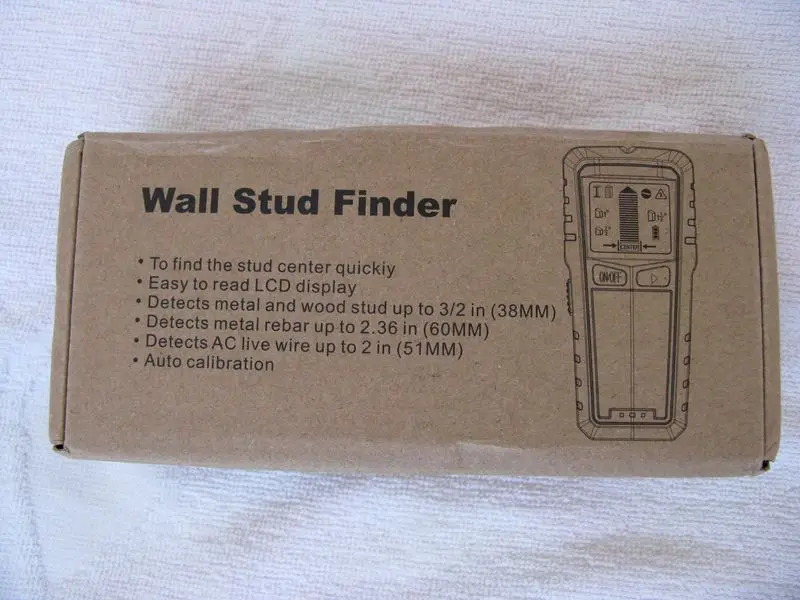 Wall Stud Finder
• To find the stud center quickiy
• Easy to read LCD display
• Detects metal and wood stud up to 3/2 in (38MM)
• Detects metal rebar up to 2.36 in (60MM)
• Detects AC live wire up to 2 in (51MM)
• Auto calibration
CENTER
ON/OFF